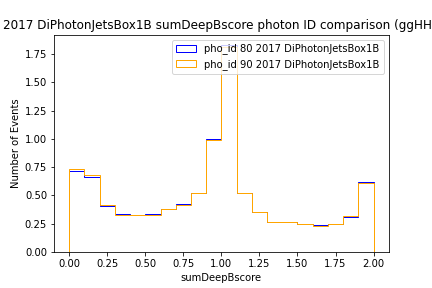 2017 DiPhotonJetsBox1B sumDeepBscore photon ID comparison (ggHH
pho_id 80 2017 DiPhotonJetsBox1B
pho_id 90 2017 DiPhotonJetsBox1B
Number of Events
1.75
1.50
1.25
1.00
0.75
0.50
0.25
0.00
0.00 0.25 0.50 0.75 1.00 1.25 1.50 1.75 2.00
sumDeepBscore